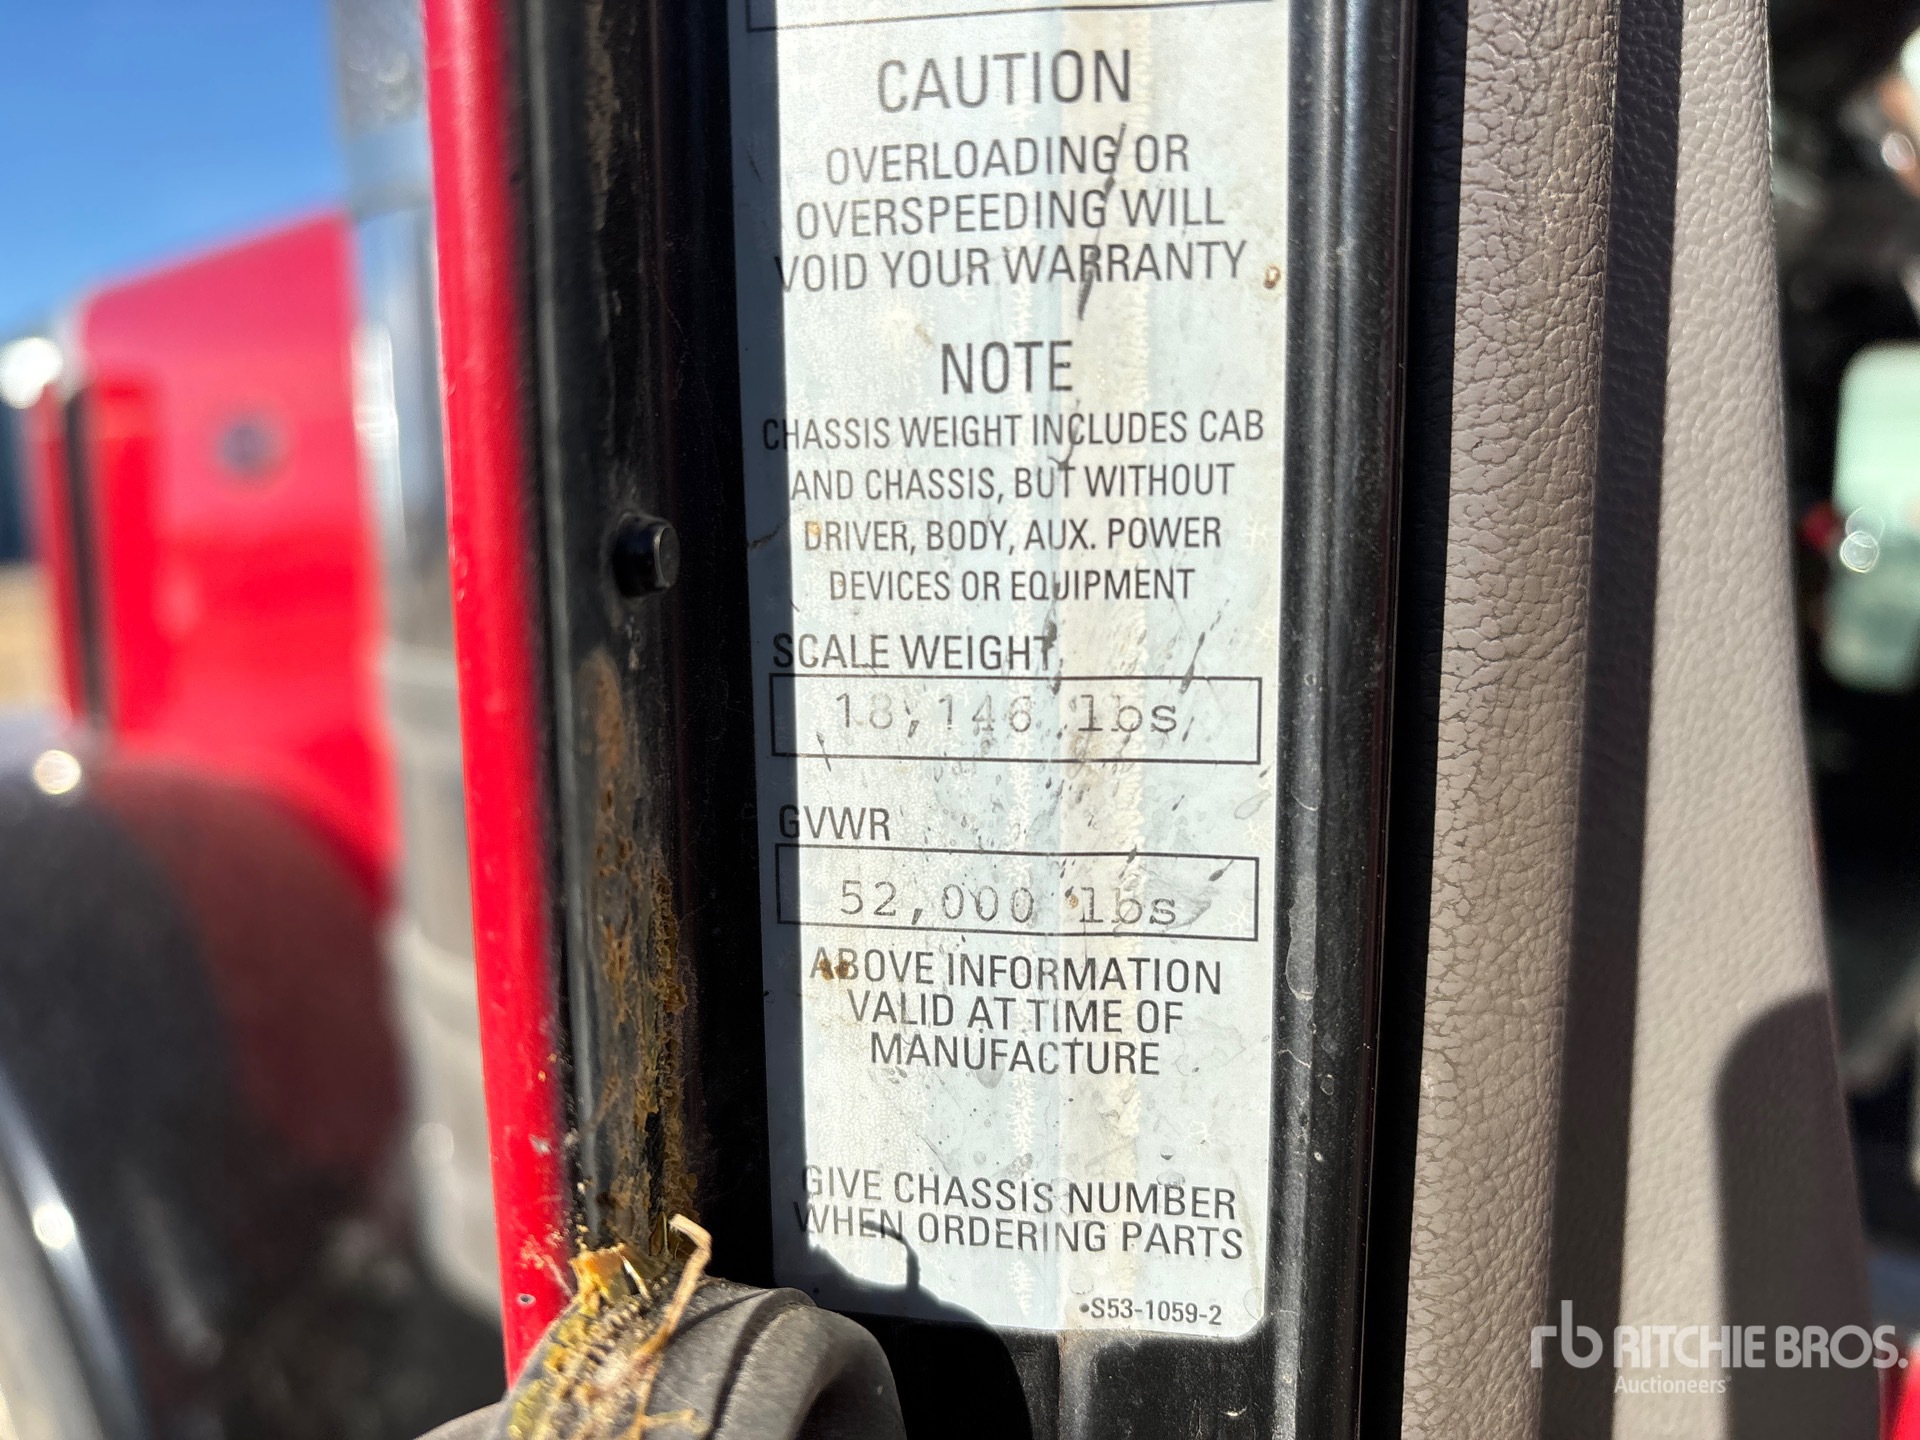 CAUTION
OVERLOADING OR
OVERSPEEDING WILL
VOID YOUR WARRANTY
NOTE
CHASSIS WEIGHT INCLUDES CAB
AND CHASSIS, BUT WITHOUT
DRIVER, BODY, AUX. POWER
DEVICES OR EQUIPMENT
SCALE WEIGHT
18,146 lbs
GVWR
52,000 lbs
ABOVE INFORMATION
VALID AT TIME OF
MANUFACTURE
GIVE CHASSIS NUMBER
WHEN ORDERING PARTS
•S53-1059-2
rb RITCHIE BROS.
Auctioneers